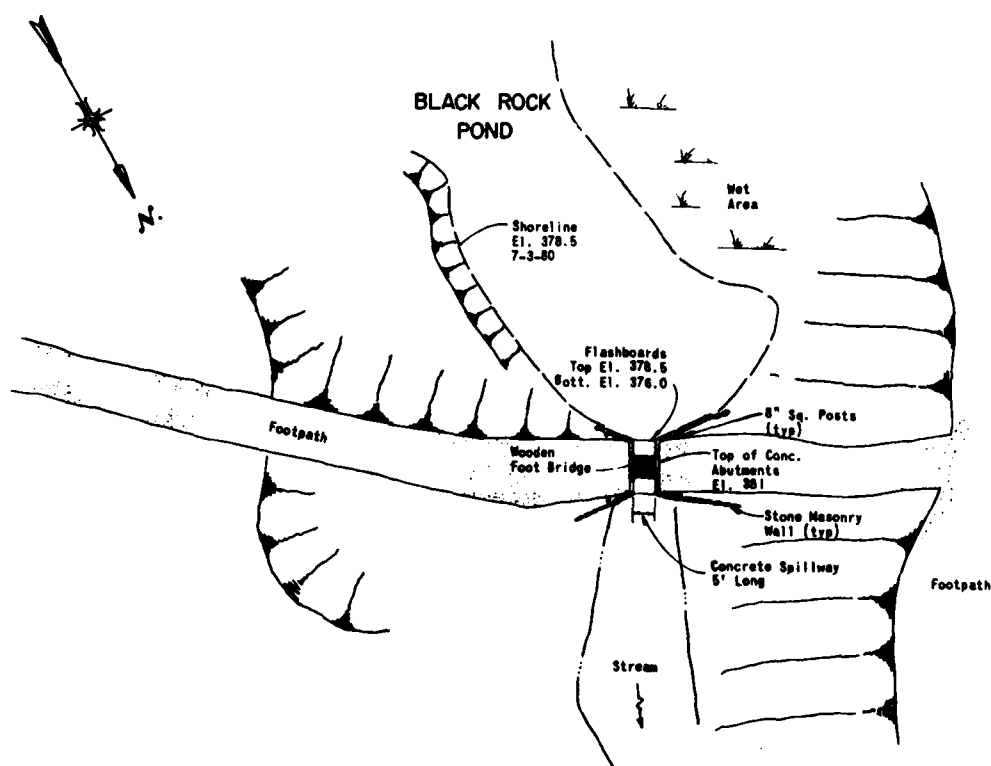 BLACK ROCK
POND
N.
Wet
Area
Shoreline
El. 378.5
7-3-80
Flashboards
Top El. 378.5
Bott. El. 376.0
8" Sq. Posts
(typ)
Footpath
Wooden
Foot Bridge
Top of Conc.
Abutments
El. 381
Stone Masonry
Wall (typ)
Concrete Spillway
5' Long
Footpath
Stream